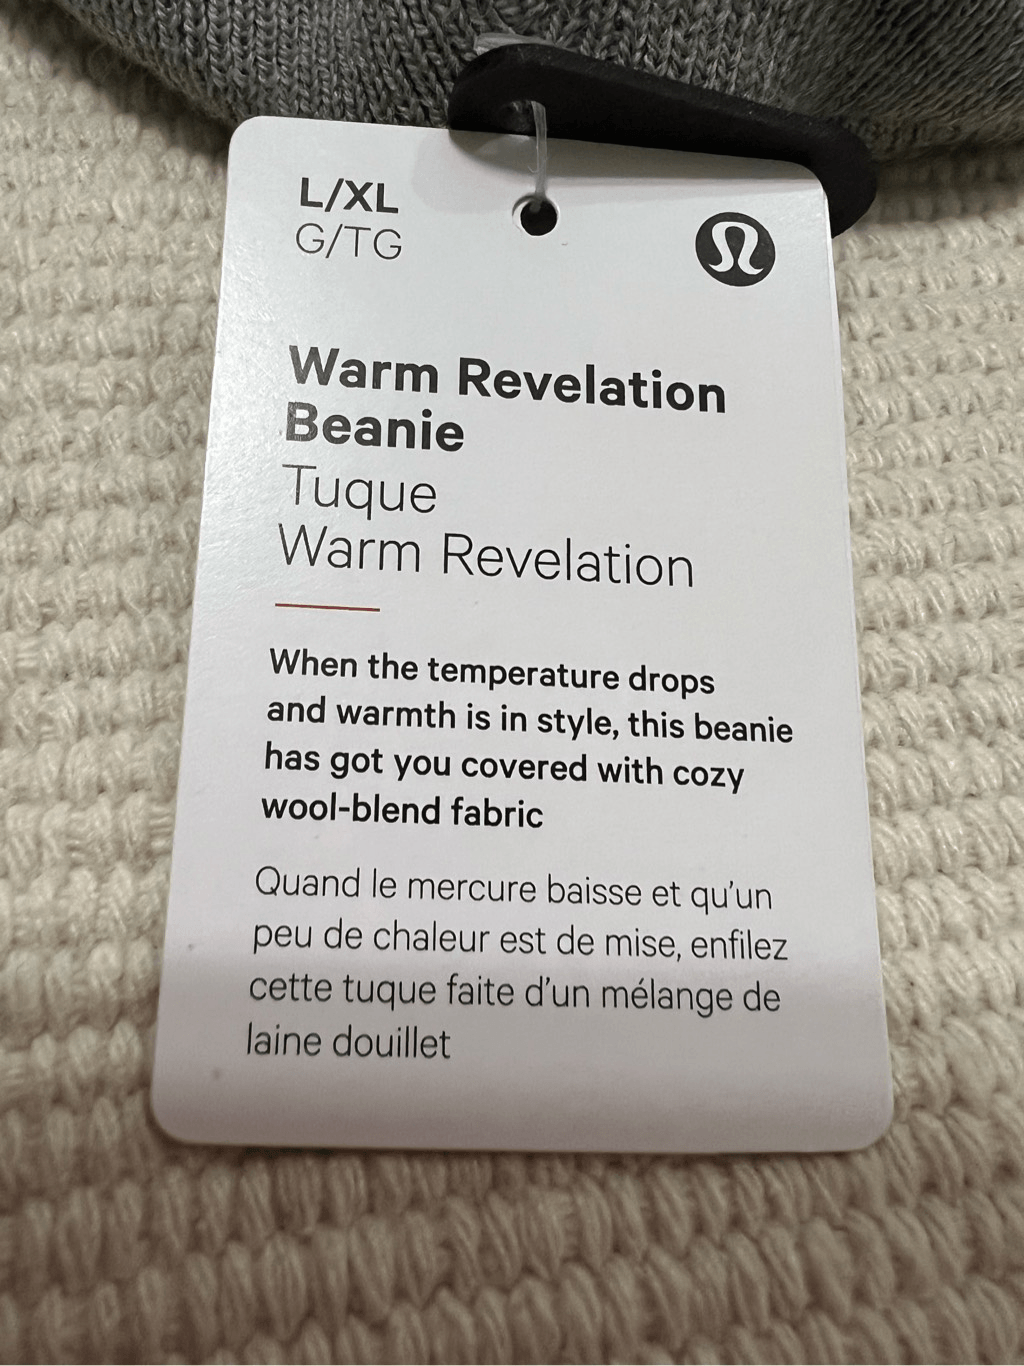 L/XL
G/TG
Warm Revelation
Beanie
Tuque
Warm Revelation
When the temperature drops
and warmth is in style, this beanie
has got you covered with cozy
wool-blend fabric
Quand le mercure baisse et qu'un
peu de chaleur est de mise, enfilez
cette tuque faite d'un mélange de
laine douillet